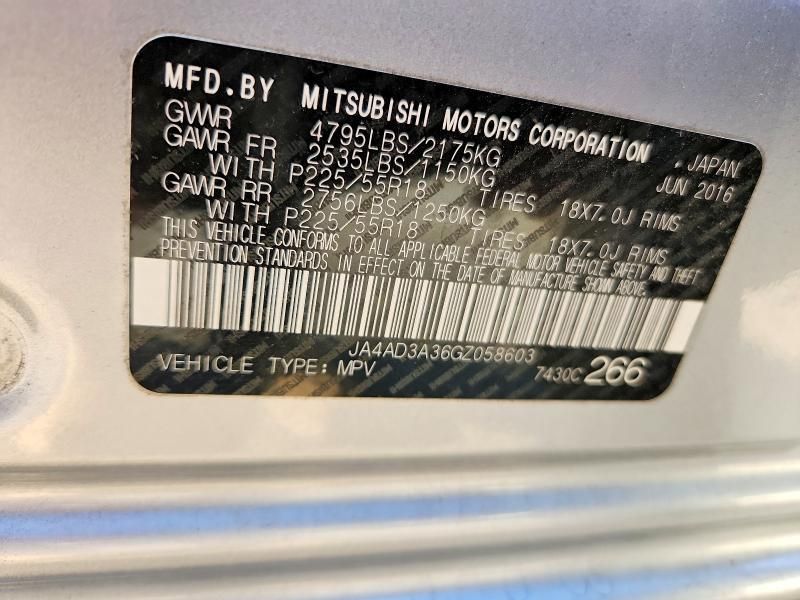 MFD.BY MITSUBISHI MOTORS CORPORATION, JAPAN
GVWR 4795LBS/2175KG JUN 2016
GAWR FR 2535LBS/1150KG
WITH P225/55R18 TIRES 18X7.0J RIMS
GAWR RR 2756LBS/1250KG
WITH P225/55R18 TIRES 18X7.0J RIMS
THIS VEHICLE CONFORMS TO ALL APPLICABLE FEDERAL MOTOR VEHICLE SAFETY AND THEFT
PREVENTION STANDARDS IN EFFECT ON THE DATE OF MANUFACTURE SHOWN ABOVE.
JA4AD3A36GZ058603
VEHICLE TYPE: MPV 7430C 266